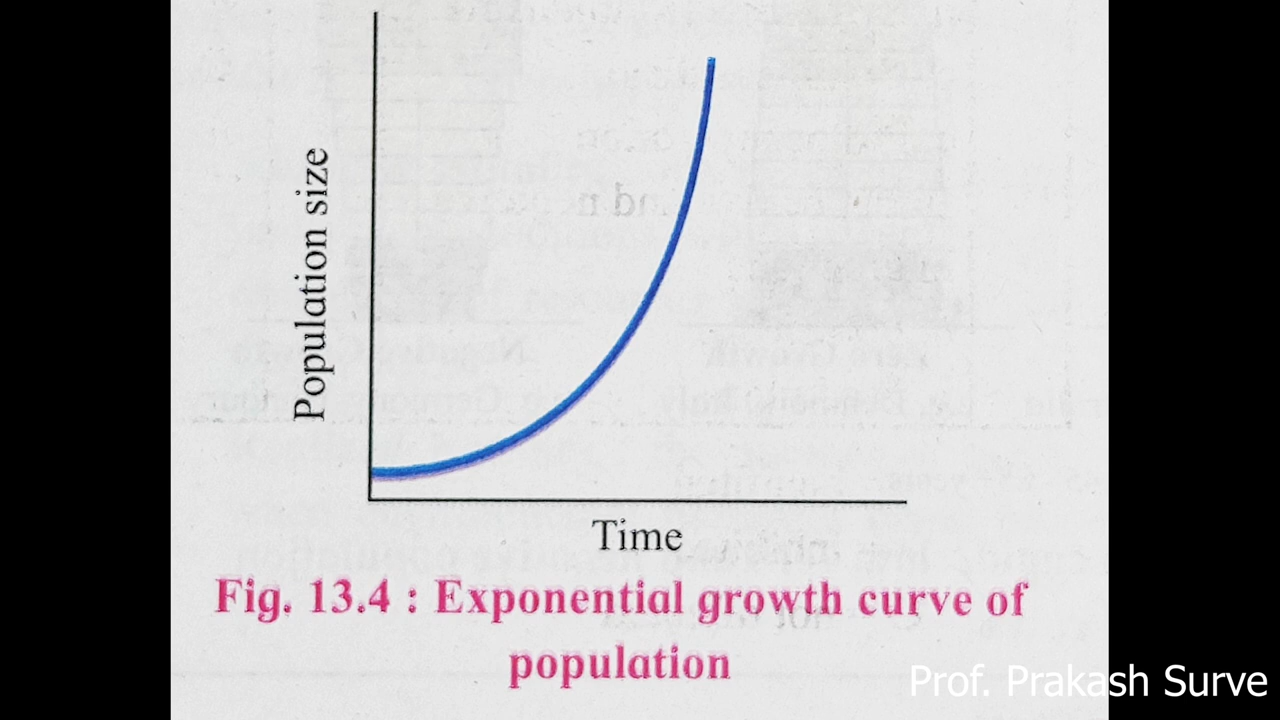 Population size
Time
Fig. 13.4 : Exponential growth curve of
population
Prof. Prakash Surve